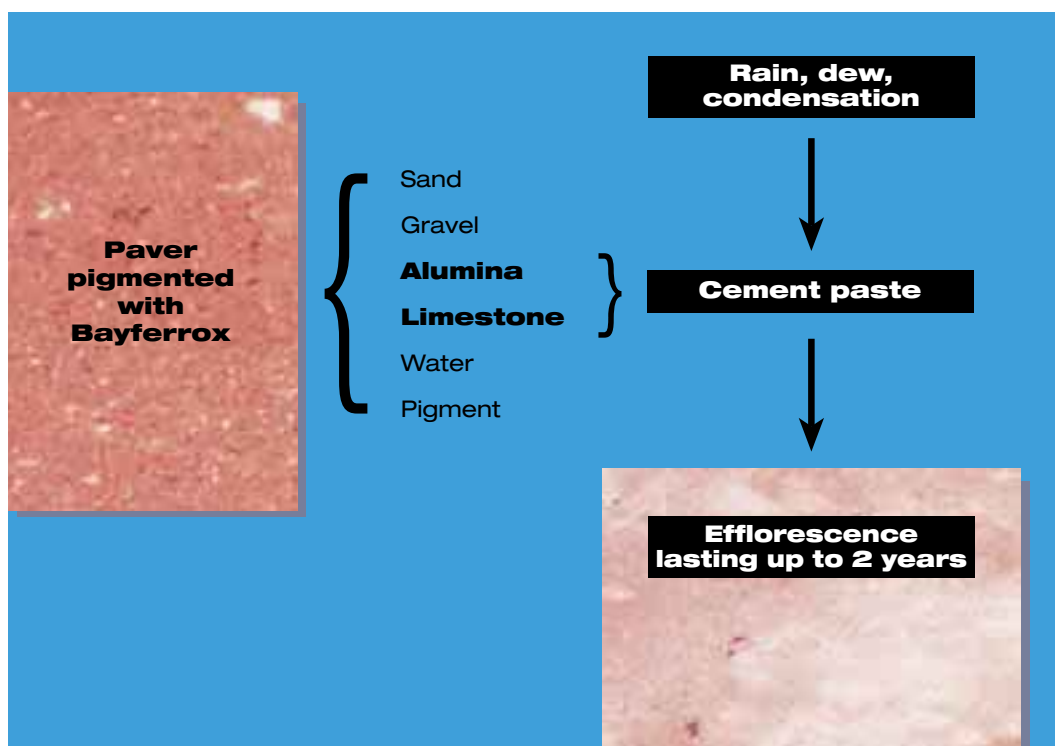 Paver
pigmented
with
Bayferrox
Sand
Gravel
Alumina
Limestone
Water
Pigment
Rain, dew,
condensation
Cement paste
Efflorescence
lasting up to 2 years